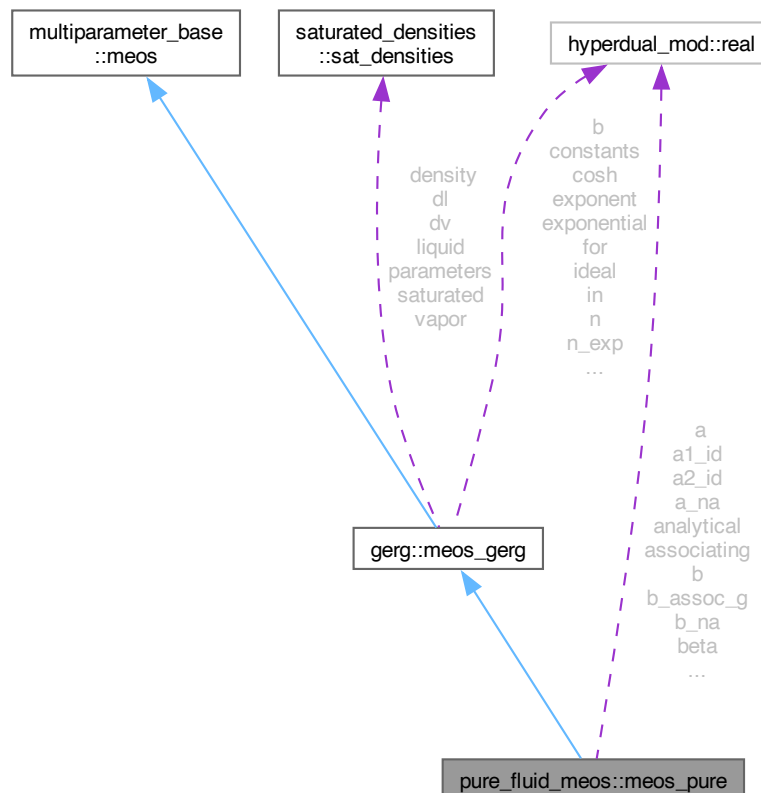 multiparameter_base
::meos
saturated_densities
::sat_densities
hyperdual_mod::real
density
dl
dv
liquid
parameters
saturated
vapor
b
constants
cosh
exponent
exponential
for
ideal
in
n
n_exp
...
a
a1_id
a2_id
a_na
analytical
associating
b
b_assoc_g
b_na
beta
...
gerg::meos_gerg
pure_fluid_meos::meos_pure